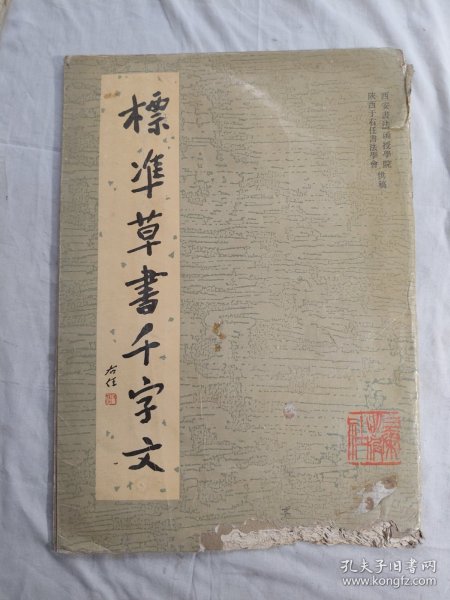 西安書法函授學院
陝西于右任書法學會 供稿
標準草書千字文
右任
孔夫子旧书网
www.kongfz.com